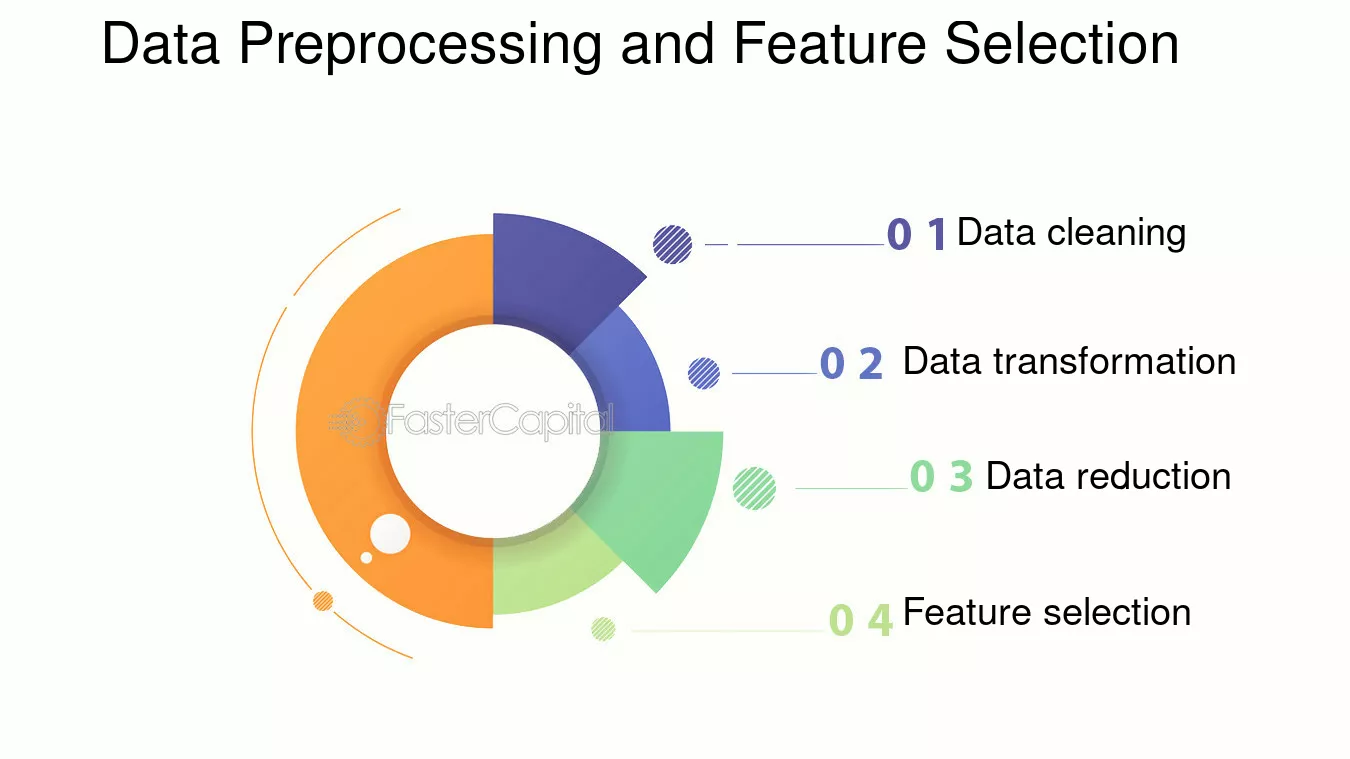 Data Preprocessing and Feature Selection
0 1 Data cleaning
0 2 Data transformation
FasterCapital
0 3 Data reduction
0 4 Feature selection